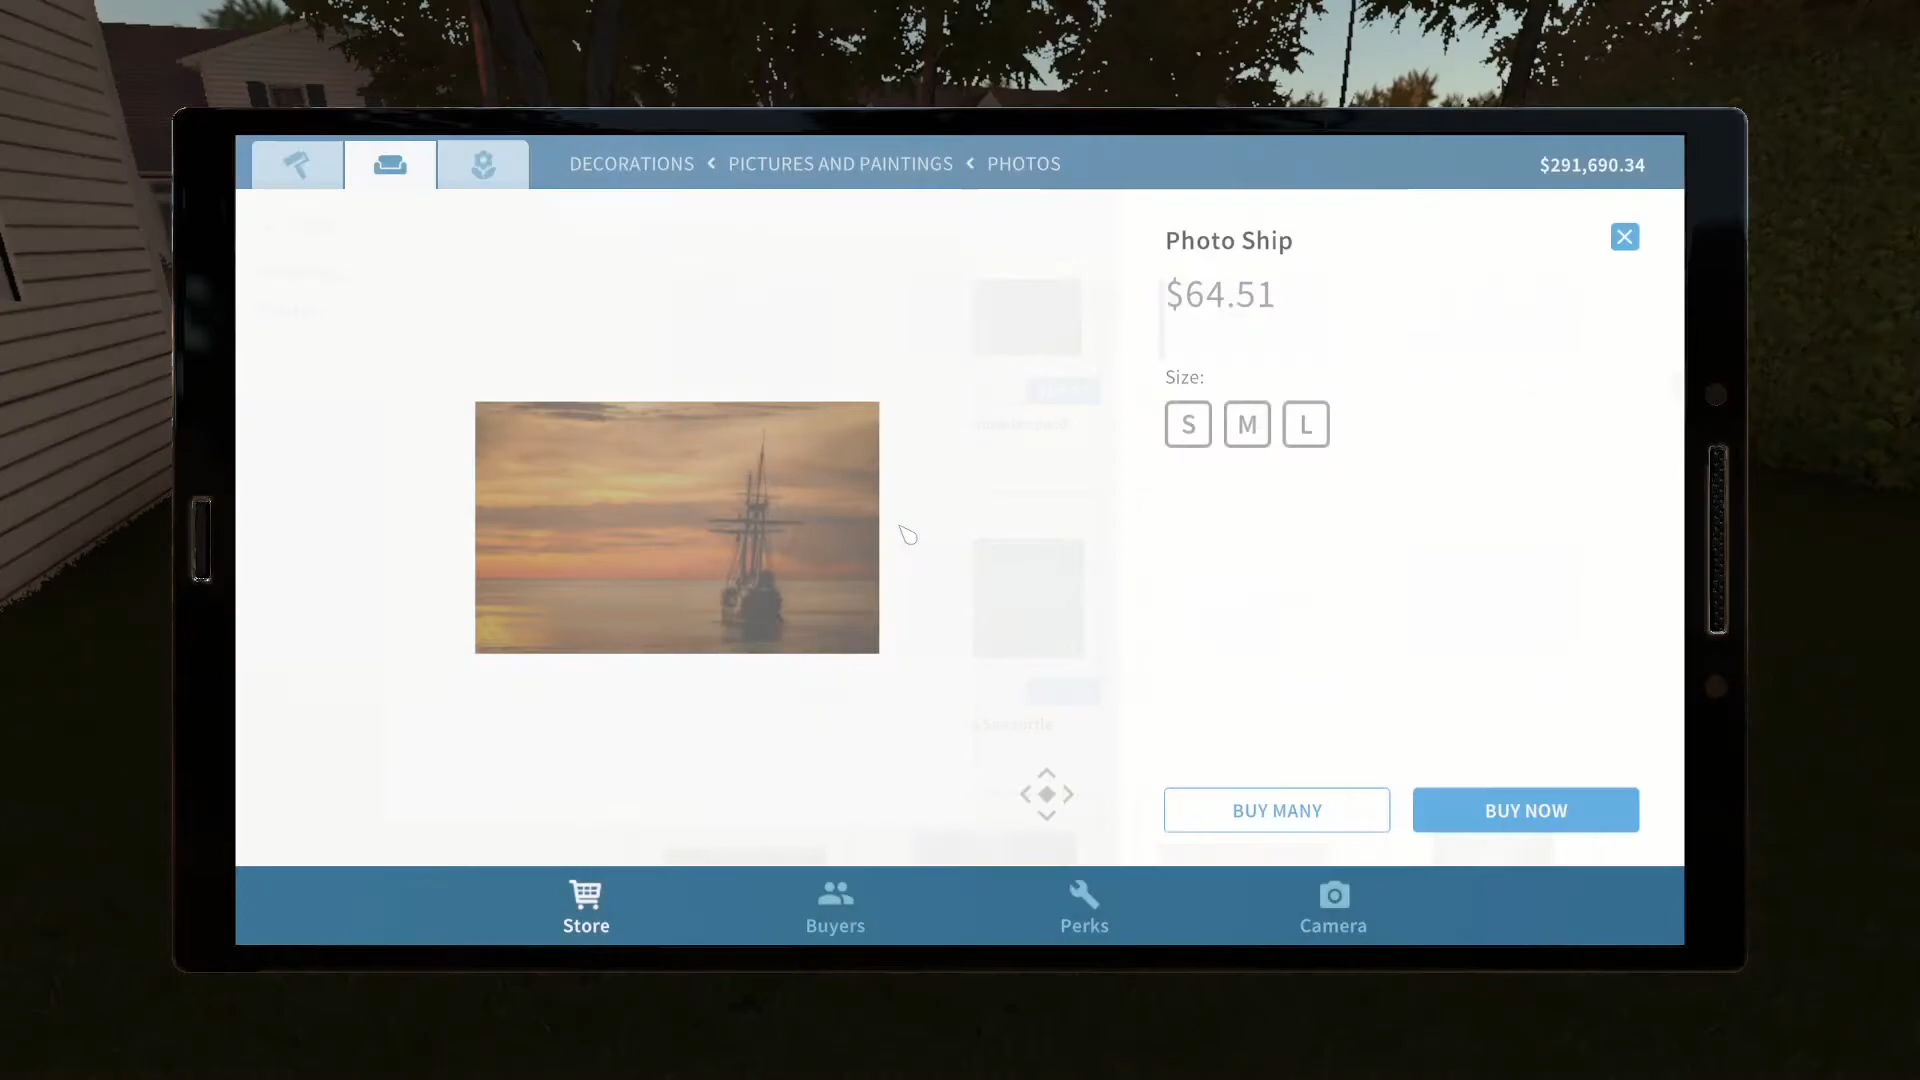 DECORATIONS < PICTURES AND PAINTINGS < PHOTOS
$291,690.34
Photo Ship
$64.51
Size:
S M L
BUY MANY
BUY NOW
Store
Buyers
Perks
Camera